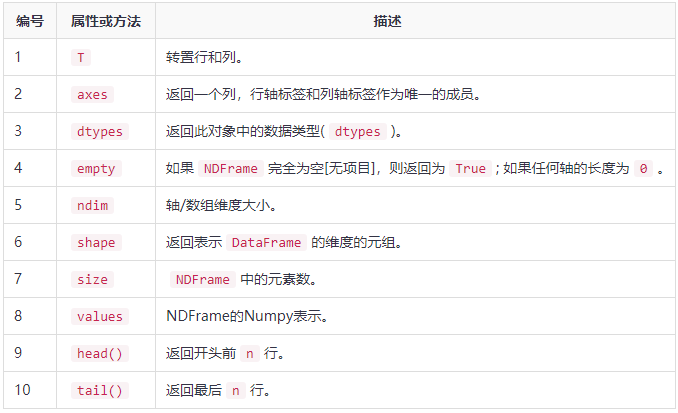 编号 属性或方法 描述
1 T 转置行和列。
2 axes 返回一个列，行轴标签和列轴标签作为唯一的成员。
3 dtypes 返回此对象中的数据类型( dtypes )。
4 empty 如果 NDFrame 完全为空[无项目]，则返回为 True ; 如果任何轴的长度为 0 。
5 ndim 轴/数组维度大小。
6 shape 返回表示 DataFrame 的维度的元组。
7 size NDFrame 中的元素数。
8 values NDFrame的Numpy表示。
9 head() 返回开头前 n 行。
10 tail() 返回最后 n 行。